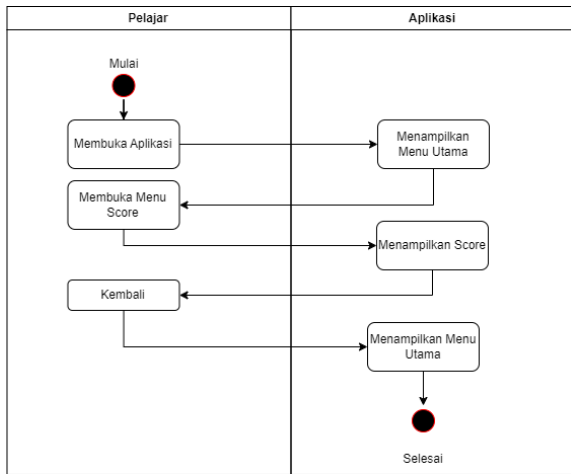 Pelajar
Aplikasi
Mulai
Membuka Aplikasi
Menampilkan
Menu Utama
Membuka Menu
Score
Menampilkan Score
Kembali
Menampilkan Menu
Utama
Selesai